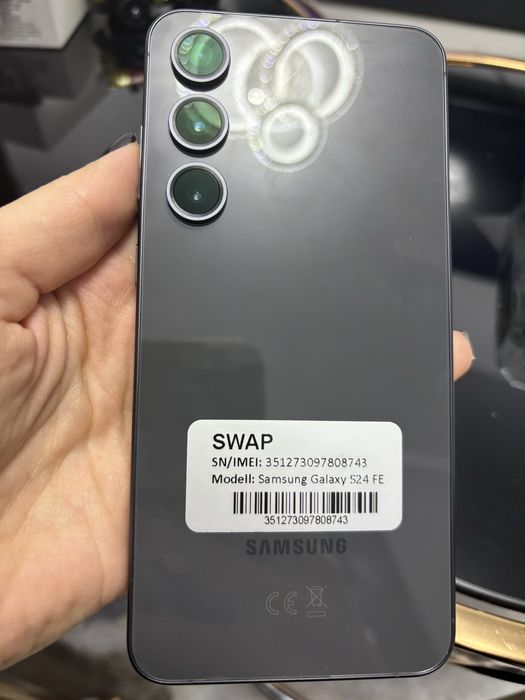 SWAP
SN/IMEI: 351273097808743
Modell: Samsung Galaxy S24 FE
351273097808743
SAMSUNG
CE